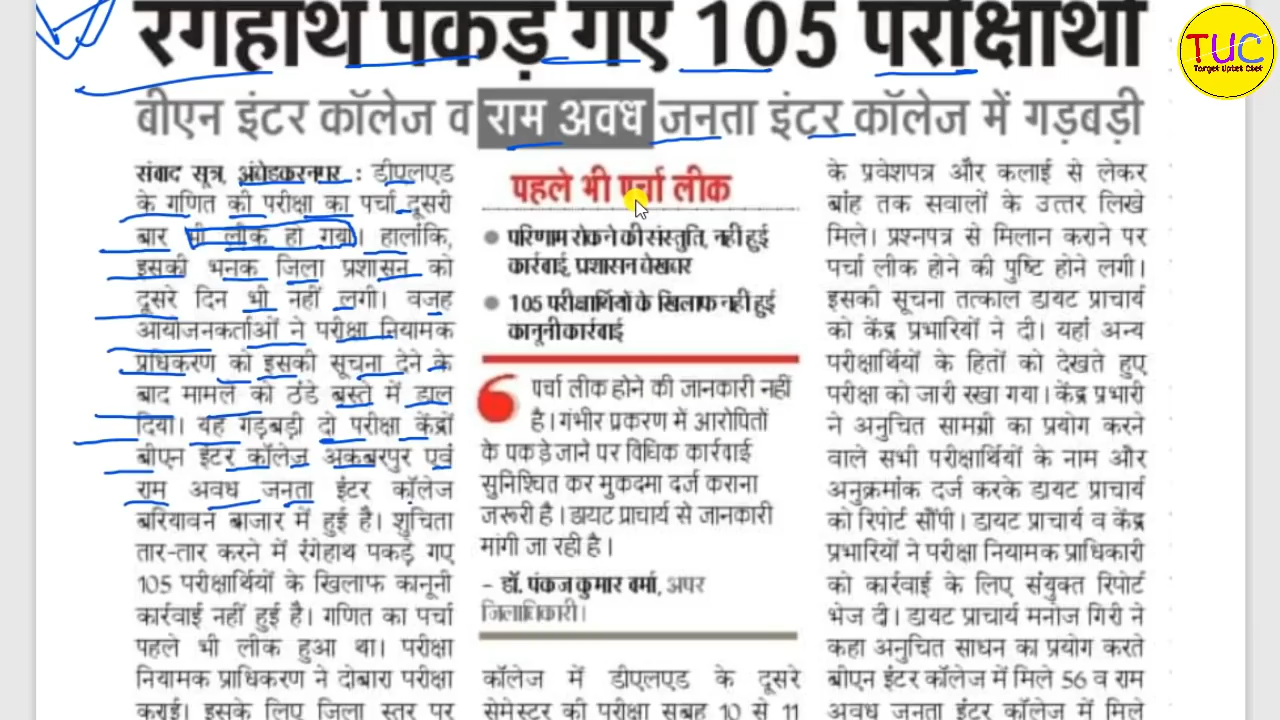 रंगेहाथ पकड़े गए 105 परीक्षार्थी
TUC
Target Uptet Ctet
बीएन इंटर कॉलेज व राम अवध जनता इंटर कॉलेज में गड़बड़ी
संवाद सूत्र, अंबेडकरनगर : डीएलएड
के गणित की परीक्षा का पर्चा दूसरी
बार भी लीक हो गया। हालांकि,
इसकी भनक जिला प्रशासन को
दूसरे दिन भी नहीं लगी। वजह
आयोजनकर्ताओं ने परीक्षा नियामक
प्राधिकरण को इसकी सूचना देने के
बाद मामले को ठंडे बस्ते में डाल
दिया। यह गड़बड़ी दो परीक्षा केंद्रों
बीएन इंटर कॉलेज अकबरपुर एवं
राम अवध जनता इंटर कॉलेज
बरियावन बाजार में हुई है। शुचिता
तार-तार करने में रंगेहाथ पकड़े गए
105 परीक्षार्थियों के खिलाफ कानूनी
कार्रवाई नहीं हुई है। गणित का पर्चा
पहले भी लीक हुआ था। परीक्षा
नियामक प्राधिकरण ने दोबारा परीक्षा
कराई। इसके लिए जिला स्तर पर
पहले भी पर्चा लीक
परिणाम रोकने की संस्तुति, नहीं हुई
कार्रवाई, प्रशासन बेखबर
105 परीक्षार्थियों के खिलाफ नहीं हुई
कानूनी कार्रवाई
पर्चा लीक होने की जानकारी नहीं
है। गंभीर प्रकरण में आरोपितों
के पकड़े जाने पर विधिक कार्रवाई
सुनिश्चित कर मुकदमा दर्ज कराना
जरूरी है। डायट प्राचार्य से जानकारी
मांगी जा रही है।
– डॉ. पंकज कुमार वर्मा, अपर
जिलाधिकारी।
कॉलेज में डीएलएड के दूसरे
सेमेस्टर की परीक्षा सुबह 10 से 11
के प्रवेशपत्र और कलाई से लेकर
बांह तक सवालों के उत्तर लिखे
मिले। प्रश्नपत्र से मिलान कराने पर
पर्चा लीक होने की पुष्टि होने लगी।
इसकी सूचना तत्काल डायट प्राचार्य
को केंद्र प्रभारियों ने दी। यहां अन्य
परीक्षार्थियों के हितों को देखते हुए
परीक्षा को जारी रखा गया। केंद्र प्रभारी
ने अनुचित सामग्री का प्रयोग करने
वाले सभी परीक्षार्थियों के नाम और
अनुक्रमांक दर्ज करके डायट प्राचार्य
को रिपोर्ट सौंपी। डायट प्राचार्य व केंद्र
प्रभारियों ने परीक्षा नियामक प्राधिकारी
को कार्रवाई के लिए संयुक्त रिपोर्ट
भेज दी। डायट प्राचार्य मनोज गिरी ने
कहा अनुचित साधन का प्रयोग करते
बीएन इंटर कॉलेज में मिले 56 व राम
अवध जनता इंटर कॉलेज में मिले